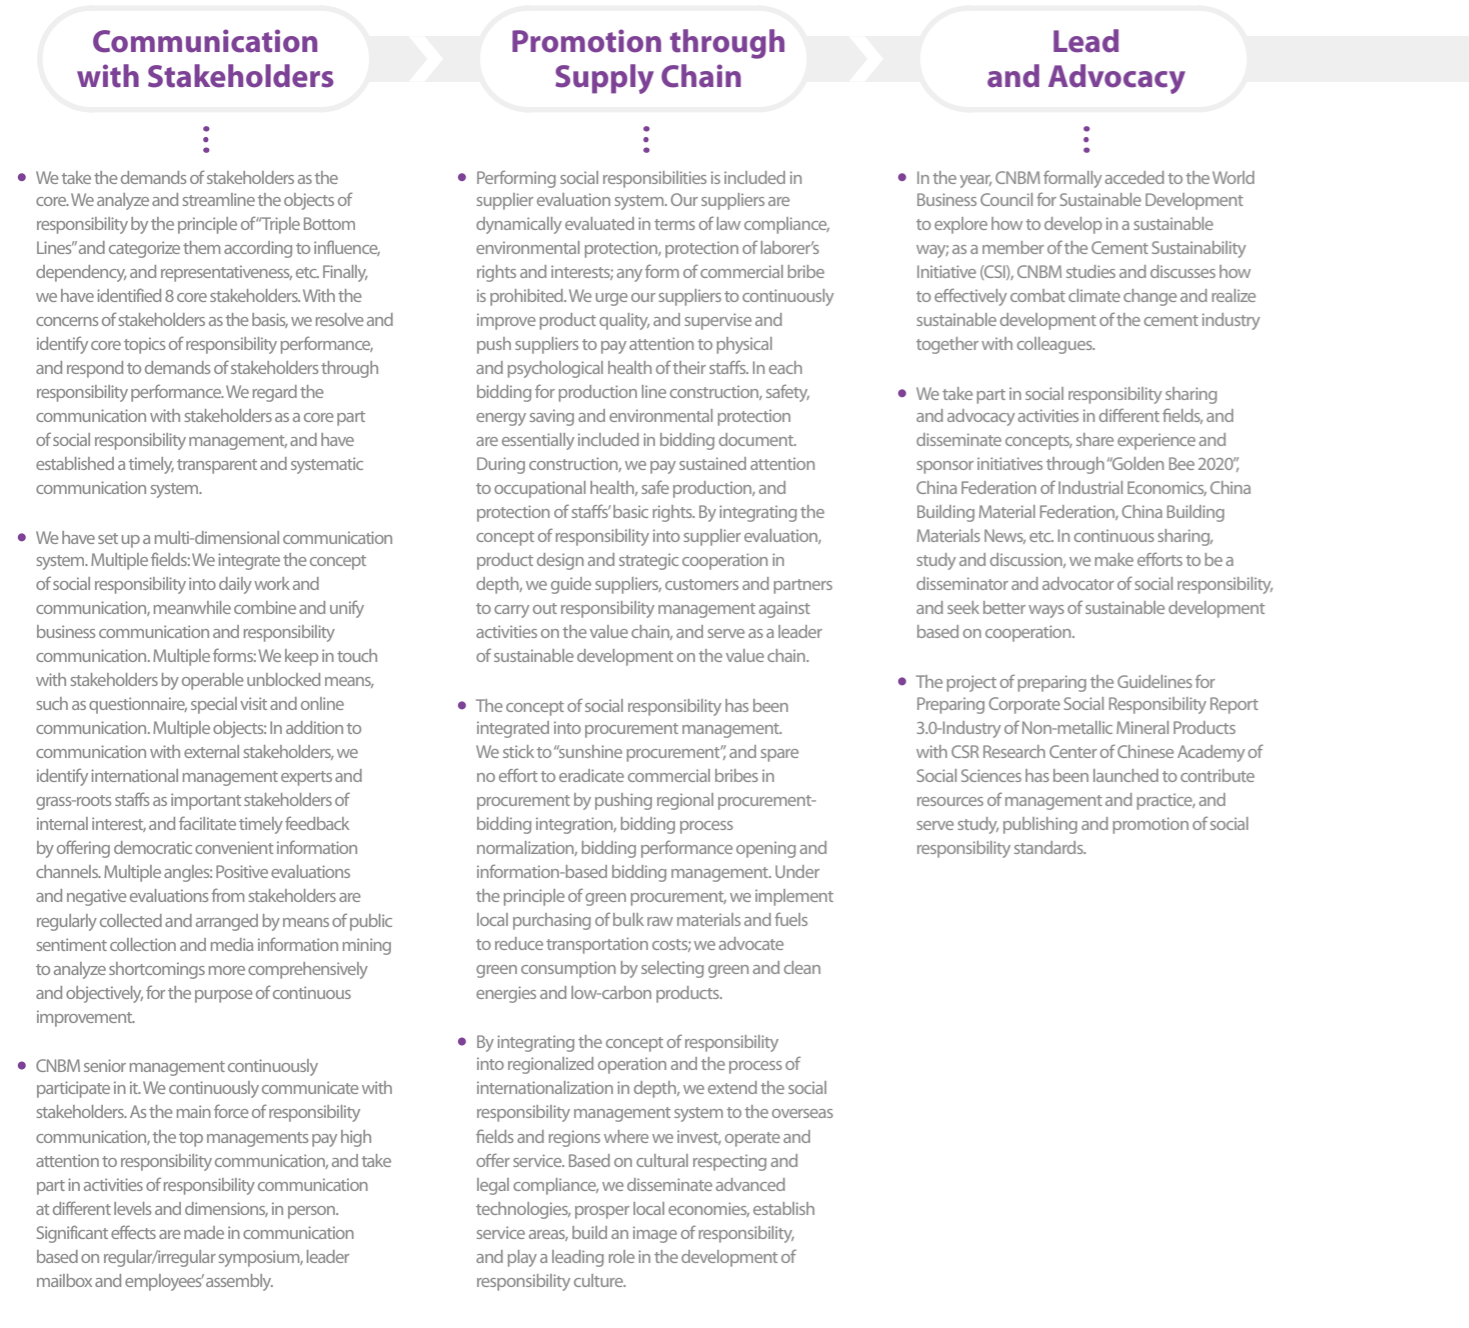 Communication
with Stakeholders
We take the demands of stakeholders as the
core. We analyze and streamline the objects of
responsibility by the principle of “Triple Bottom
Lines” and categorize them according to influence,
dependency, and representativeness, etc. Finally,
we have identified 8 core stakeholders. With the
concerns of stakeholders as the basis, we resolve and
identify core topics of responsibility performance,
and respond to demands of stakeholders through
responsibility performance. We regard the
communication with stakeholders as a core part
of social responsibility management, and have
established a timely, transparent and systematic
communication system.
We have set up a multi-dimensional communication
system. Multiple fields: We integrate the concept
of social responsibility into daily work and
communication, meanwhile combine and unify
business communication and responsibility
communication. Multiple forms: We keep in touch
with stakeholders by operable unblocked means,
such as questionnaire, special visit and online
communication. Multiple objects: In addition to
communication with external stakeholders, we
identify international management experts and
grass-roots staffs as important stakeholders of
internal interest, and facilitate timely feedback
by offering democratic convenient information
channels. Multiple angles: Positive evaluations
and negative evaluations from stakeholders are
regularly collected and arranged by means of public
sentiment collection and media information mining
to analyze shortcomings more comprehensively
and objectively, for the purpose of continuous
improvement.
CNBM senior management continuously
participate in it. We continuously communicate with
stakeholders. As the main force of responsibility
communication, the top managements pay high
attention to responsibility communication, and take
part in activities of responsibility communication
at different levels and dimensions, in person.
Significant effects are made in communication
based on regular/irregular symposium, leader
mailbox and employees’ assembly.
Promotion through
Supply Chain
Performing social responsibilities is included in
supplier evaluation system. Our suppliers are
dynamically evaluated in terms of law compliance,
environmental protection, protection of laborer’s
rights and interests; any form of commercial bribe
is prohibited. We urge our suppliers to continuously
improve product quality, and supervise and
push suppliers to pay attention to physical
and psychological health of their staffs. In each
bidding for production line construction, safety,
energy saving and environmental protection
are essentially included in bidding document.
During construction, we pay sustained attention
to occupational health, safe production, and
protection of staffs’ basic rights. By integrating the
concept of responsibility into supplier evaluation,
product design and strategic cooperation in
depth, we guide suppliers, customers and partners
to carry out responsibility management against
activities on the value chain, and serve as a leader
of sustainable development on the value chain.
The concept of social responsibility has been
integrated into procurement management.
We stick to “sunshine procurement”, and spare
no effort to eradicate commercial bribes in
procurement by pushing regional procurement-
bidding integration, bidding process
normalization, bidding performance opening and
information-based bidding management. Under
the principle of green procurement, we implement
local purchasing of bulk raw materials and fuels
to reduce transportation costs; we advocate
green consumption by selecting green and clean
energies and low-carbon products.
By integrating the concept of responsibility
into regionalized operation and the process of
internationalization in depth, we extend the social
responsibility management system to the overseas
fields and regions where we invest, operate and
offer service. Based on cultural respecting and
legal compliance, we disseminate advanced
technologies, prosper local economies, establish
service areas, build an image of responsibility,
and play a leading role in the development of
responsibility culture.
Lead
and Advocacy
In the year, CNBM formally acceded to the World
Business Council for Sustainable Development
to explore how to develop in a sustainable
way; as a member of the Cement Sustainability
Initiative (CSI), CNBM studies and discusses how
to effectively combat climate change and realize
sustainable development of the cement industry
together with colleagues.
We take part in social responsibility sharing
and advocacy activities in different fields, and
disseminate concepts, share experience and
sponsor initiatives through “Golden Bee 2020”,
China Federation of Industrial Economics, China
Building Material Federation, China Building
Materials News, etc. In continuous sharing,
study and discussion, we make efforts to be a
disseminator and advocator of social responsibility,
and seek better ways of sustainable development
based on cooperation.
The project of preparing the Guidelines for
Preparing Corporate Social Responsibility Report
3.0-Industry of Non-metallic Mineral Products
with CSR Research Center of Chinese Academy of
Social Sciences has been launched to contribute
resources of management and practice, and
serve study, publishing and promotion of social
responsibility standards.